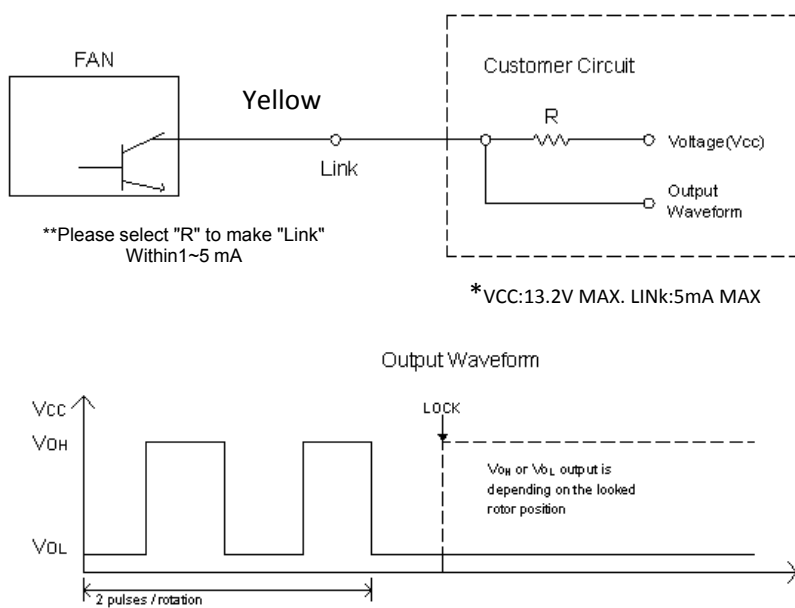 FAN
Customer Circuit
Yellow
R
Voltage(Vcc)
Link
Output
Waveform
**Please select "R" to make "Link"
Within1~5 mA
*VCC:13.2V MAX. LINk:5mA MAX
Output Waveform
VCC
LOCK
VOH
VOH or VOL output is
depending on the looked
rotor position
VOL
2 pulses / rotation